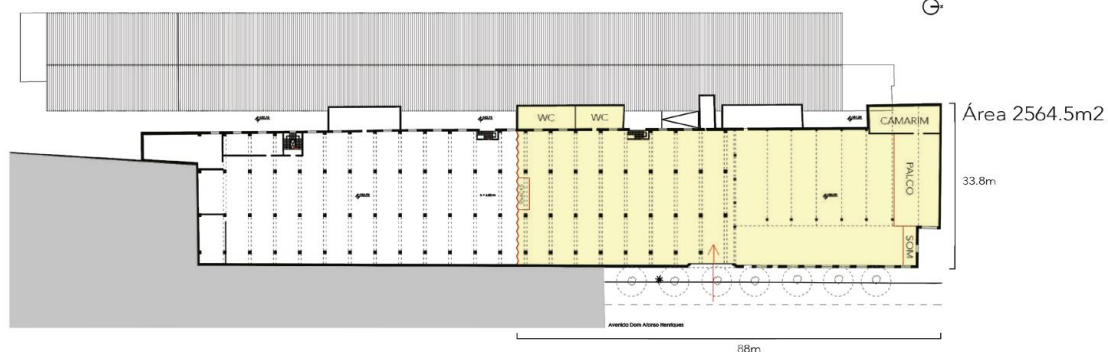 Área 2564.5m2
WC
WC
CAMARIM
PALCO
33.8m
SOM
Avenida Dom Afonso Henriques
88m